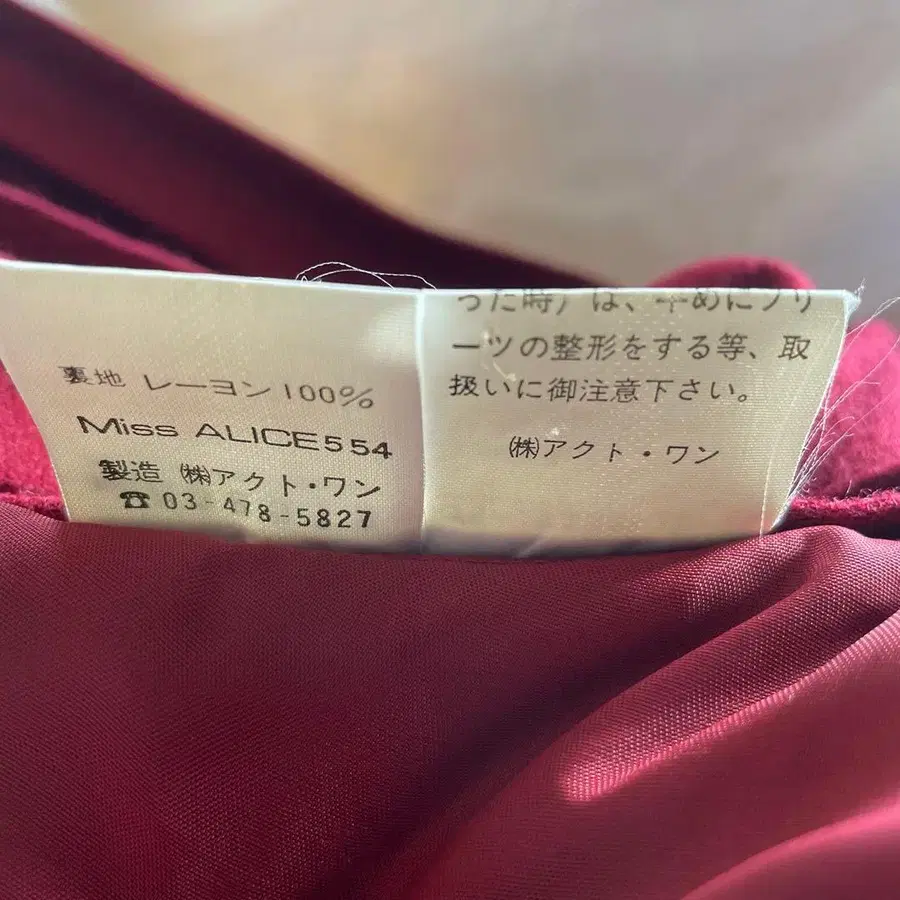 裏地 レーヨン100%
Miss ALICE554
製造 ㈱アクト・ワン
☎03-478-5827
った時)は、早めにプリ
ーツの整形をする等、取
扱いに御注意下さい。
㈱アクト・ワン